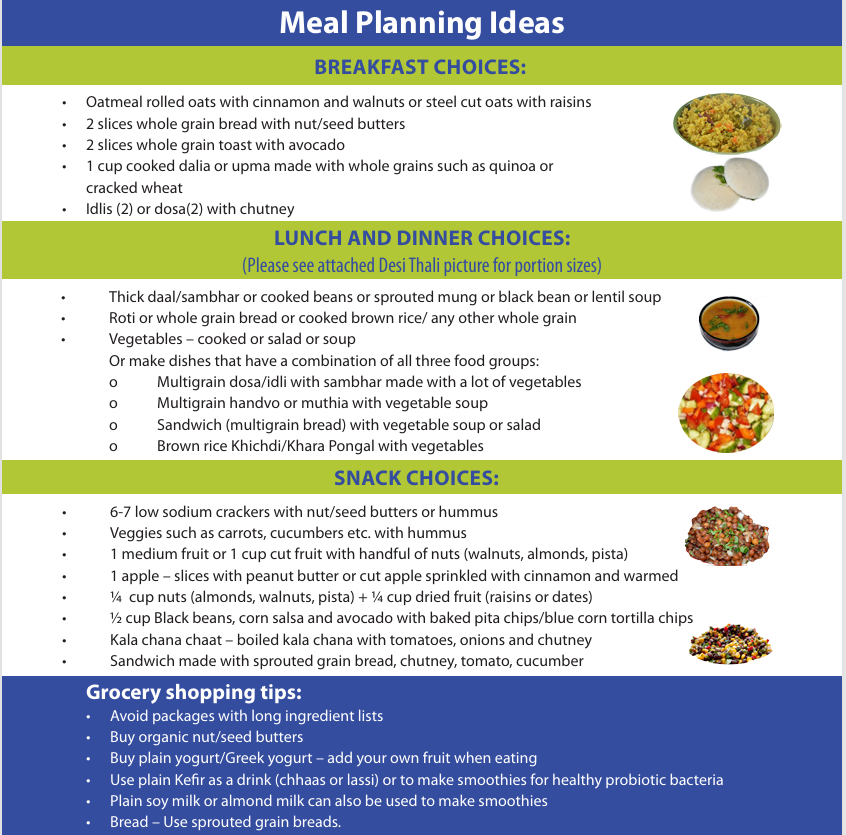 Meal Planning Ideas
BREAKFAST CHOICES:
• Oatmeal rolled oats with cinnamon and walnuts or steel cut oats with raisins
• 2 slices whole grain bread with nut/seed butters
• 2 slices whole grain toast with avocado
• 1 cup cooked dalia or upma made with whole grains such as quinoa or
cracked wheat
• Idlis (2) or dosa(2) with chutney
LUNCH AND DINNER CHOICES:
(Please see attached Desi Thali picture for portion sizes)
• Thick daal/sambhar or cooked beans or sprouted mung or black bean or lentil soup
• Roti or whole grain bread or cooked brown rice/ any other whole grain
• Vegetables – cooked or salad or soup
Or make dishes that have a combination of all three food groups:
o Multigrain dosa/idli with sambhar made with a lot of vegetables
o Multigrain handvo or muthia with vegetable soup
o Sandwich (multigrain bread) with vegetable soup or salad
o Brown rice Khichdi/Khara Pongal with vegetables
SNACK CHOICES:
• 6-7 low sodium crackers with nut/seed butters or hummus
• Veggies such as carrots, cucumbers etc. with hummus
• 1 medium fruit or 1 cup cut fruit with handful of nuts (walnuts, almonds, pista)
• 1 apple – slices with peanut butter or cut apple sprinkled with cinnamon and warmed
• ¼ cup nuts (almonds, walnuts, pista) + ¼ cup dried fruit (raisins or dates)
• ½ cup Black beans, corn salsa and avocado with baked pita chips/blue corn tortilla chips
• Kala chana chaat – boiled kala chana with tomatoes, onions and chutney
• Sandwich made with sprouted grain bread, chutney, tomato, cucumber
Grocery shopping tips:
• Avoid packages with long ingredient lists
• Buy organic nut/seed butters
• Buy plain yogurt/Greek yogurt – add your own fruit when eating
• Use plain Kefir as a drink (chhaas or lassi) or to make smoothies for healthy probiotic bacteria
• Plain soy milk or almond milk can also be used to make smoothies
• Bread – Use sprouted grain breads.